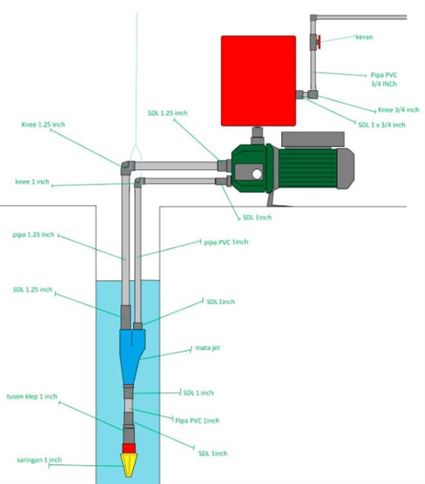 keran
Pipa PVC
3/4 INCh
Knee 3/4 inch
SDL 1 x 3/4 inch
SDL 1,25 inch
Knee 1.25 inch
knee 1 inch
SDL 1inch
pipa 1.25 inch
pipa PVC 1inch
SDL 1,25 inch
SDL 1inch
mata jet
SDL 1 inch
tusen klep 1 inch
Pipa PVC 1inch
SDL 1inch
saringan 1 inch